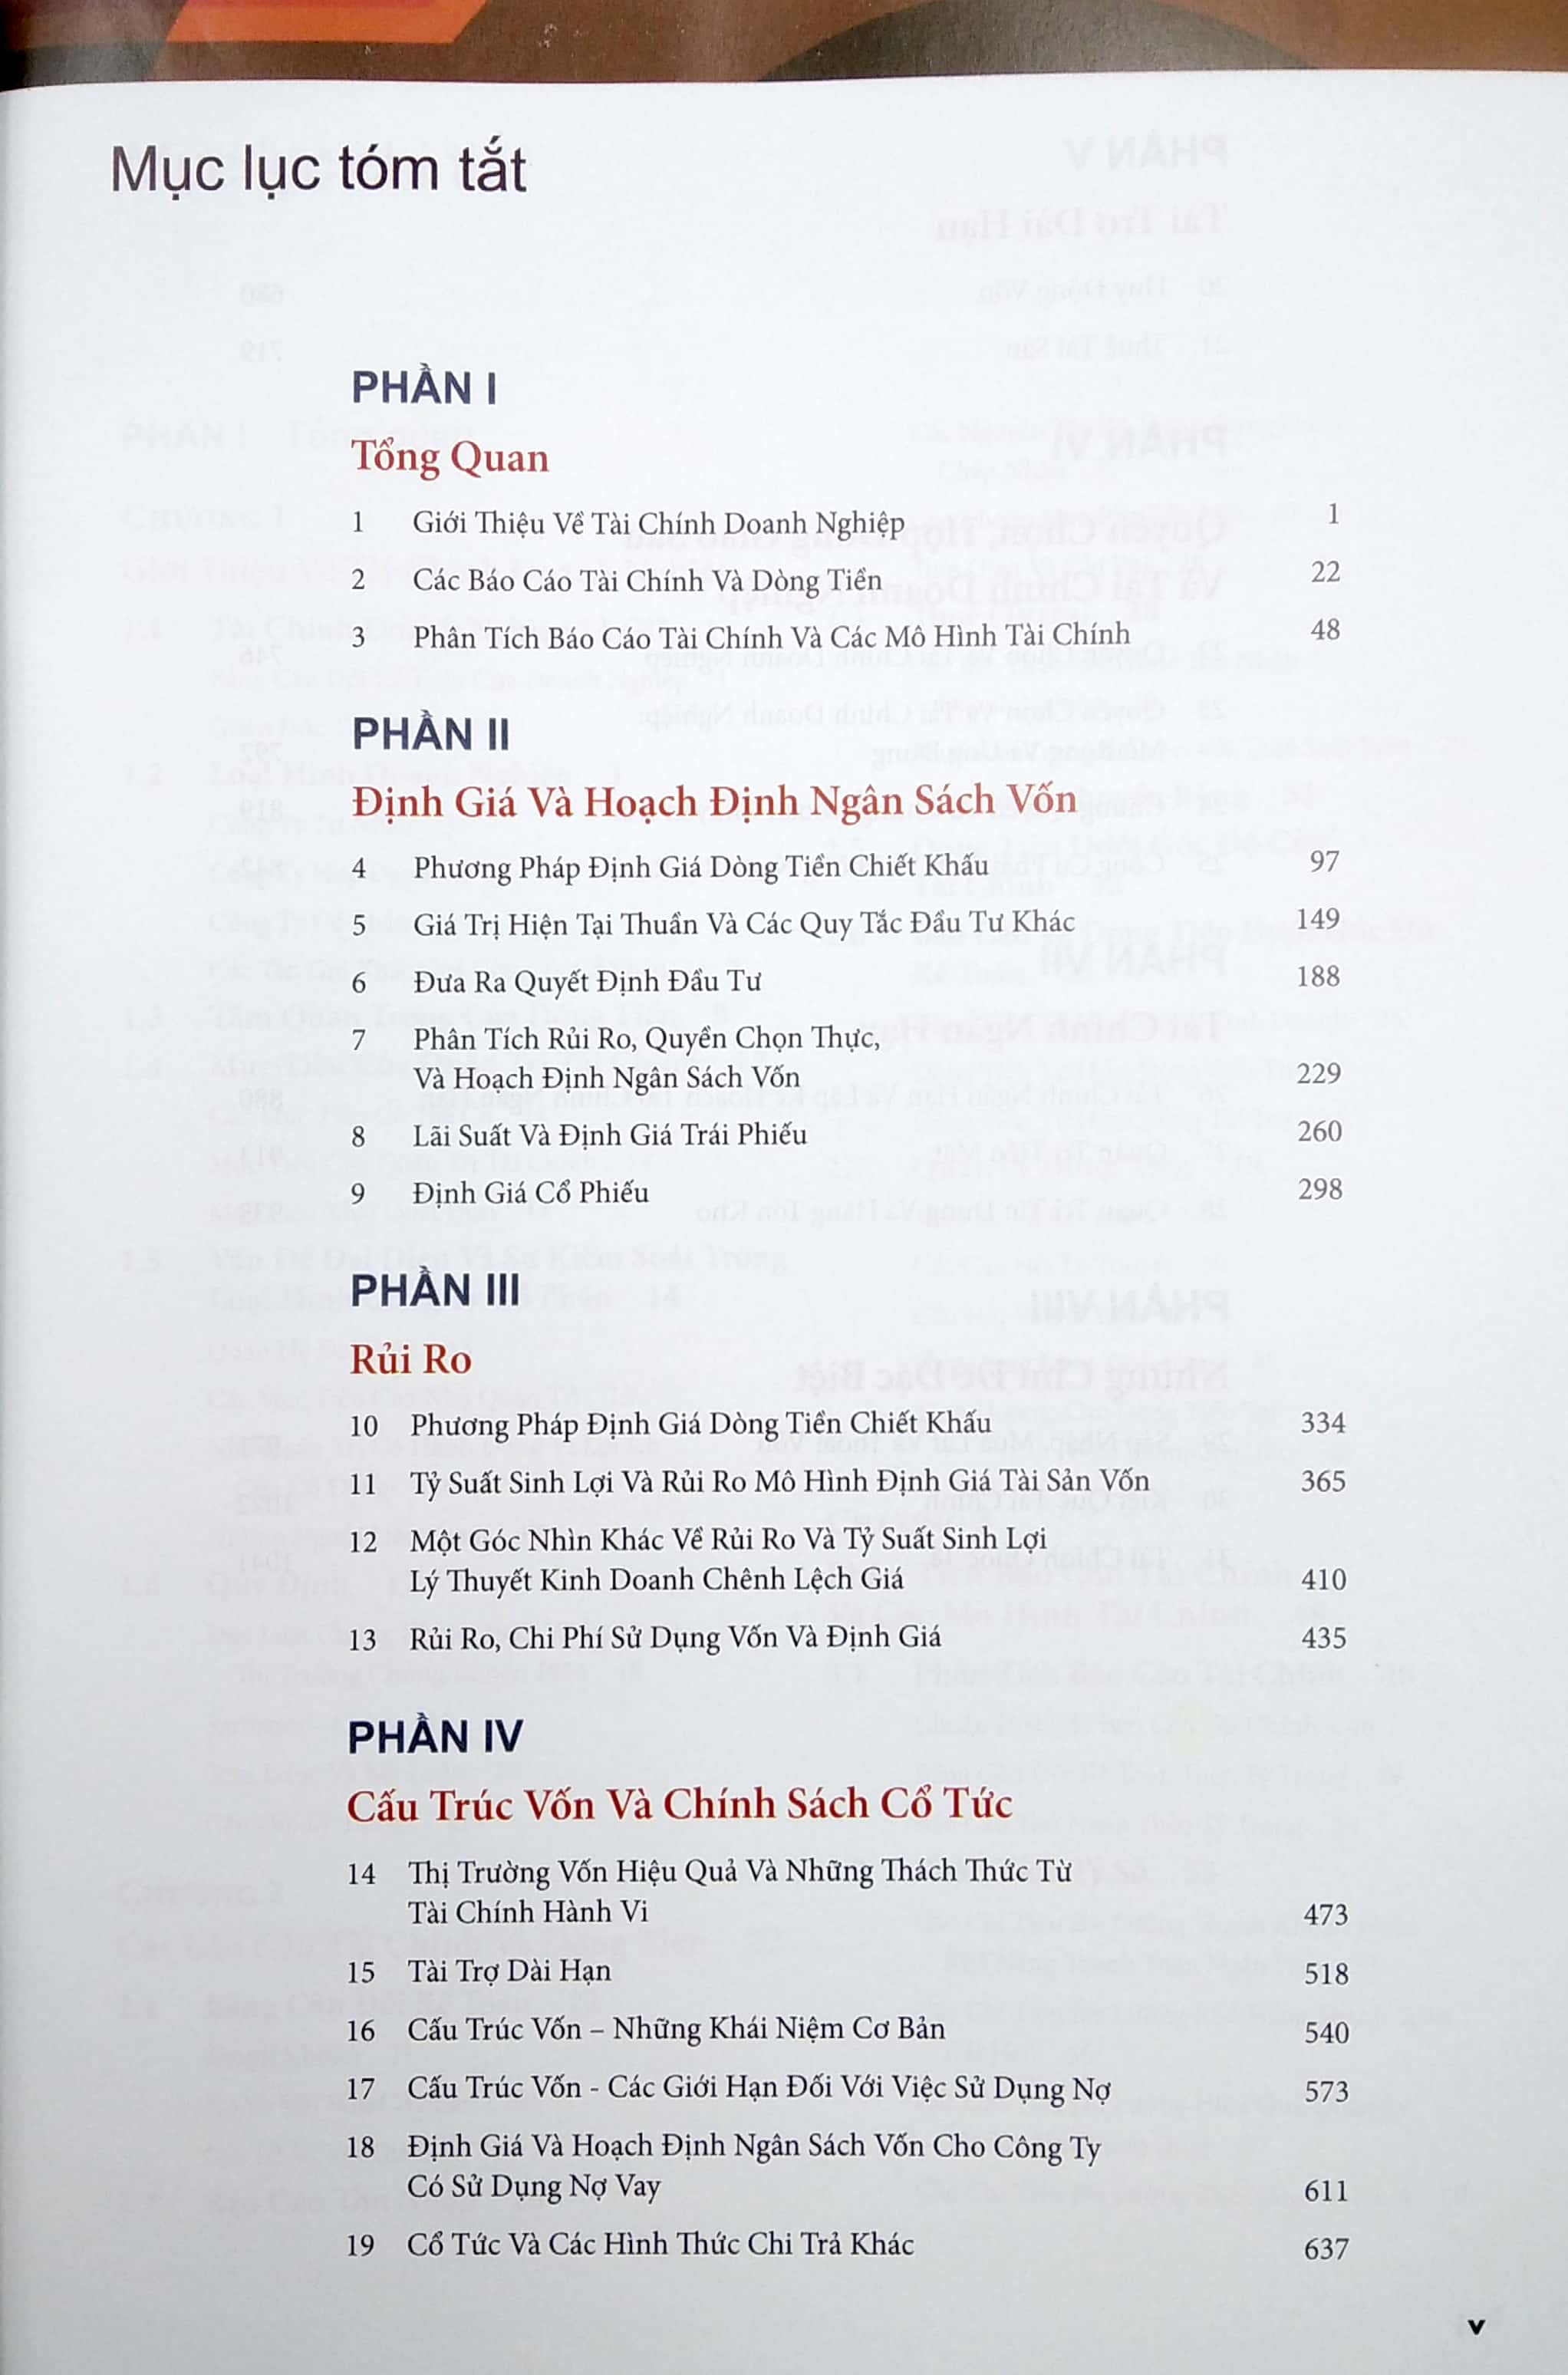 Mục lục tóm tắt
PHẦN I
Tổng Quan
1 Giới Thiệu Về Tài Chính Doanh Nghiệp 1
2 Các Báo Cáo Tài Chính Và Dòng Tiền 22
3 Phân Tích Báo Cáo Tài Chính Và Các Mô Hình Tài Chính 48
PHẦN II
Định Giá Và Hoạch Định Ngân Sách Vốn
4 Phương Pháp Định Giá Dòng Tiền Chiết Khấu 97
5 Giá Trị Hiện Tại Thuần Và Các Quy Tắc Đầu Tư Khác 149
6 Đưa Ra Quyết Định Đầu Tư 188
7 Phân Tích Rủi Ro, Quyền Chọn Thực,
Và Hoạch Định Ngân Sách Vốn 229
8 Lãi Suất Và Định Giá Trái Phiếu 260
9 Định Giá Cổ Phiếu 298
PHẦN III
Rủi Ro
10 Phương Pháp Định Giá Dòng Tiền Chiết Khấu 334
11 Tỷ Suất Sinh Lợi Và Rủi Ro Mô Hình Định Giá Tài Sản Vốn 365
12 Một Góc Nhìn Khác Về Rủi Ro Và Tỷ Suất Sinh Lợi
Lý Thuyết Kinh Doanh Chênh Lệch Giá 410
13 Rủi Ro, Chi Phí Sử Dụng Vốn Và Định Giá 435
PHẦN IV
Cấu Trúc Vốn Và Chính Sách Cổ Tức
14 Thị Trường Vốn Hiệu Quả Và Những Thách Thức Từ
Tài Chính Hành Vi 473
15 Tài Trợ Dài Hạn 518
16 Cấu Trúc Vốn – Những Khái Niệm Cơ Bản 540
17 Cấu Trúc Vốn - Các Giới Hạn Đối Với Việc Sử Dụng Nợ 573
18 Định Giá Và Hoạch Định Ngân Sách Vốn Cho Công Ty
Có Sử Dụng Nợ Vay 611
19 Cổ Tức Và Các Hình Thức Chi Trả Khác 637
v